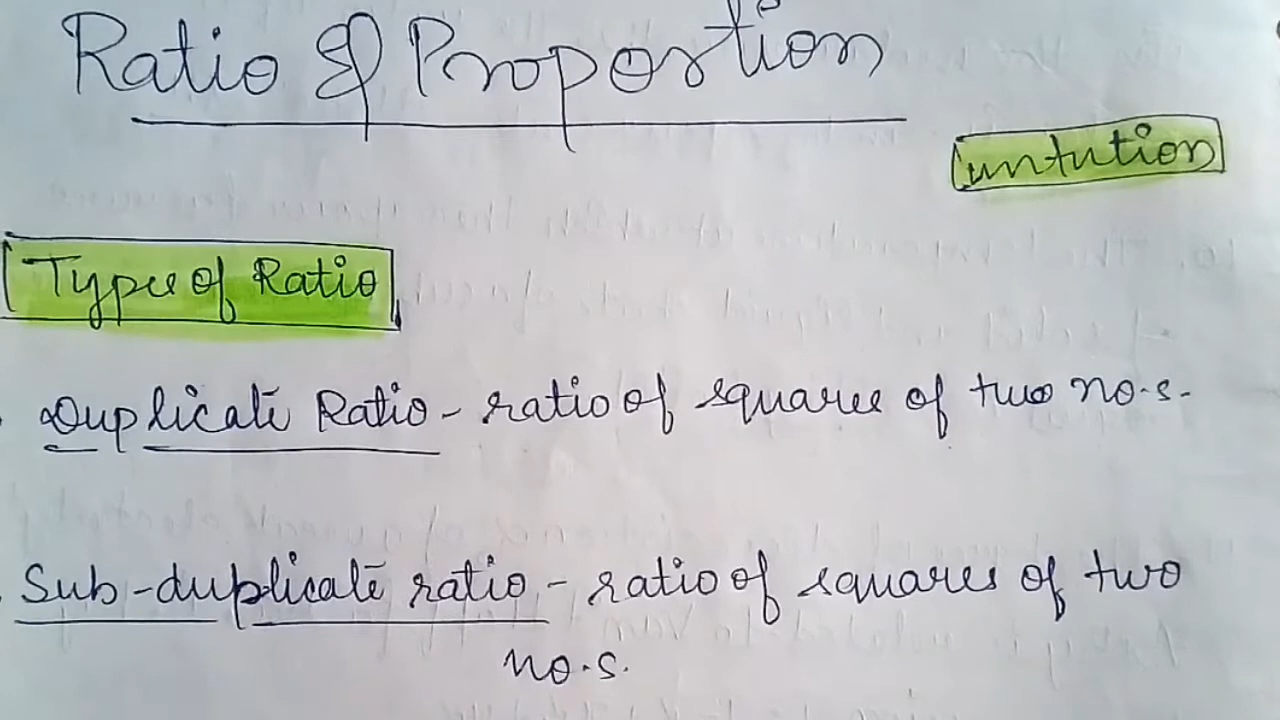 Ratio & Proportion
untution
Types of Ratio
Duplicate Ratio - ratio of squares of two no.s.
Sub-duplicate ratio - ratio of squares of two
no.s.